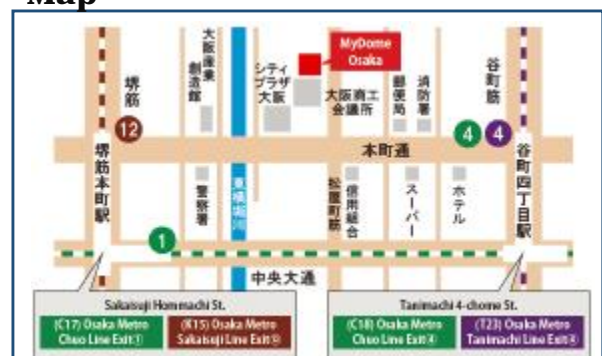 Map
MyDome
Osaka
大阪産業
創造館
シティ
プラザ
大阪
大阪商工
会議所
郵便局
消防署
堺筋
谷町筋
12
4
4
本町通
堺筋本町駅
谷町四丁目駅
警察署
東横堀川
松屋町筋
信用組合
スーパー
ホテル
1
中央大通
Sakaisuji Hommachi St.
(C17) Osaka Metro
Chuo Line Exit①
(K15) Osaka Metro
Sakaisuji Line Exit⑫
Tanimachi 4-chome St.
(C18) Osaka Metro
Chuo Line Exit④
(T23) Osaka Metro
Tanimachi Line Exit④